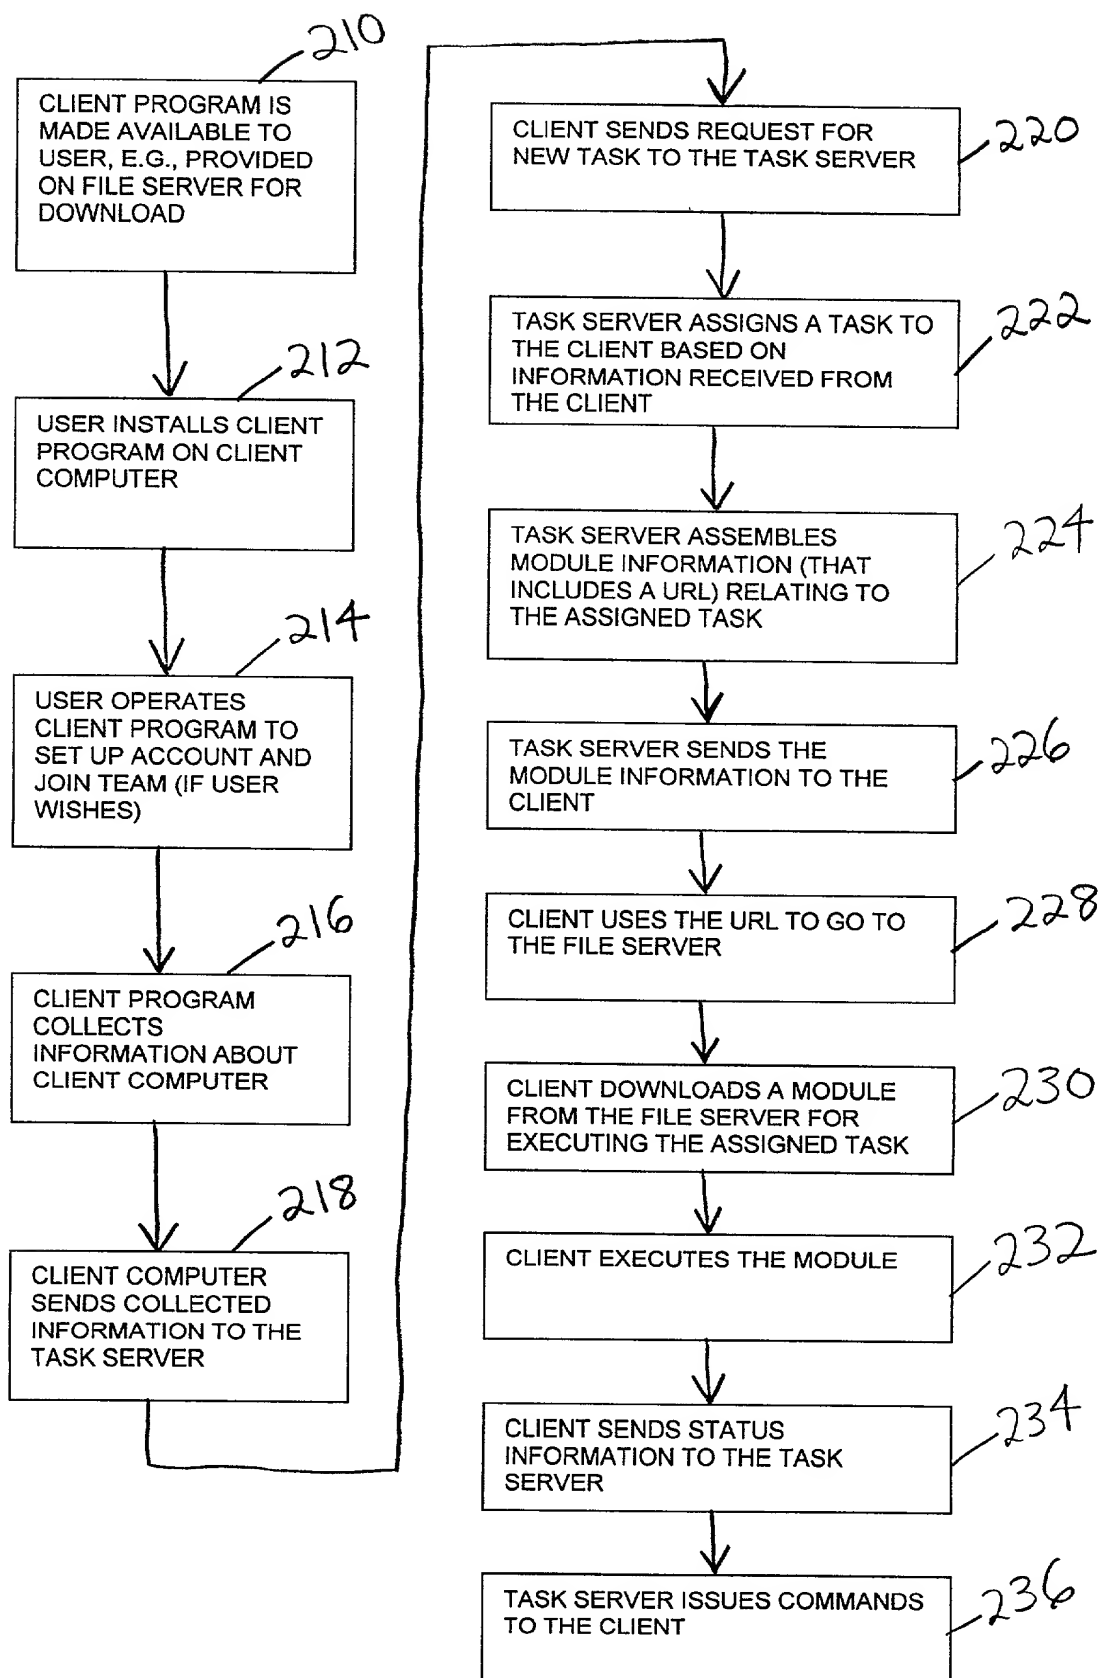 210
CLIENT PROGRAM IS
MADE AVAILABLE TO
USER, E.G., PROVIDED
ON FILE SERVER FOR
DOWNLOAD
212
USER INSTALLS CLIENT
PROGRAM ON CLIENT
COMPUTER
214
USER OPERATES
CLIENT PROGRAM TO
SET UP ACCOUNT AND
JOIN TEAM (IF USER
WISHES)
216
CLIENT PROGRAM
COLLECTS
INFORMATION ABOUT
CLIENT COMPUTER
218
CLIENT COMPUTER
SENDS COLLECTED
INFORMATION TO THE
TASK SERVER
220
CLIENT SENDS REQUEST FOR
NEW TASK TO THE TASK SERVER
222
TASK SERVER ASSIGNS A TASK TO
THE CLIENT BASED ON
INFORMATION RECEIVED FROM
THE CLIENT
224
TASK SERVER ASSEMBLES
MODULE INFORMATION (THAT
INCLUDES A URL) RELATING TO
THE ASSIGNED TASK
226
TASK SERVER SENDS THE
MODULE INFORMATION TO THE
CLIENT
228
CLIENT USES THE URL TO GO TO
THE FILE SERVER
230
CLIENT DOWNLOADS A MODULE
FROM THE FILE SERVER FOR
EXECUTING THE ASSIGNED TASK
232
CLIENT EXECUTES THE MODULE
234
CLIENT SENDS STATUS
INFORMATION TO THE TASK
SERVER
236
TASK SERVER ISSUES COMMANDS
TO THE CLIENT